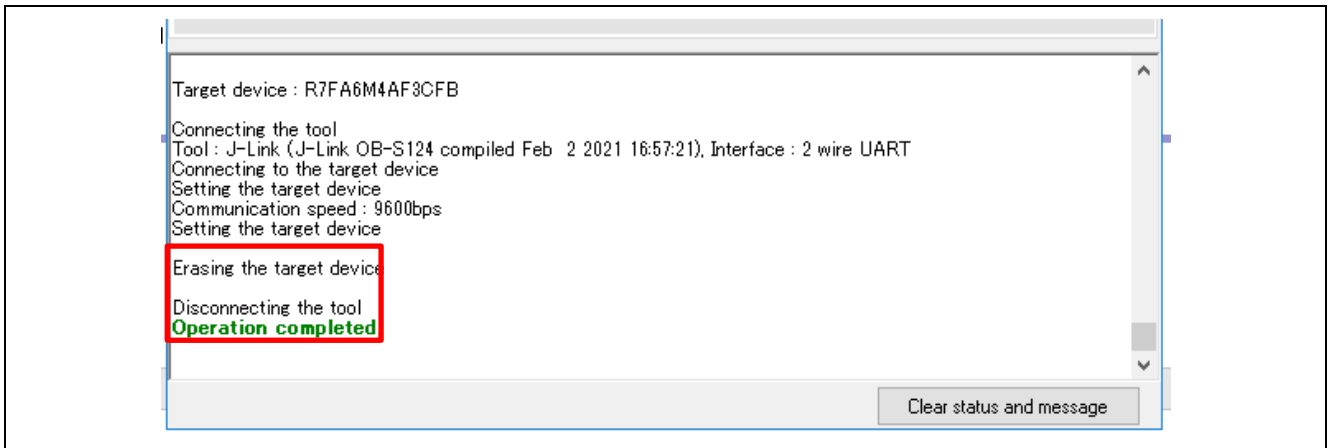 Target device : R7FA6M4AF3CFB
Connecting the tool
Tool : J-Link (J-Link OB-S124 compiled Feb  2 2021 16:57:21), Interface : 2 wire UART
Connecting to the target device
Setting the target device
Communication speed : 9600bps
Setting the target device
Erasing the target device
Disconnecting the tool
Operation completed.
Clear status and message